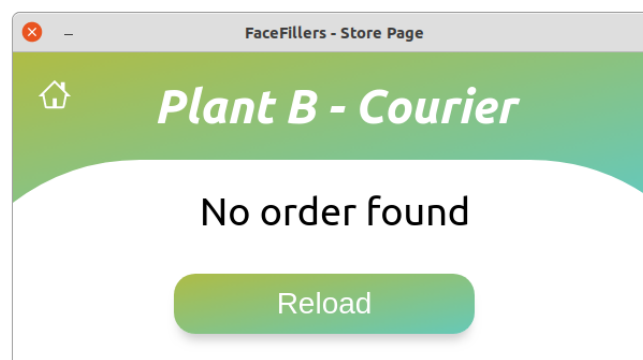 FaceFillers - Store Page
Plant B - Courier
No order found
Reload